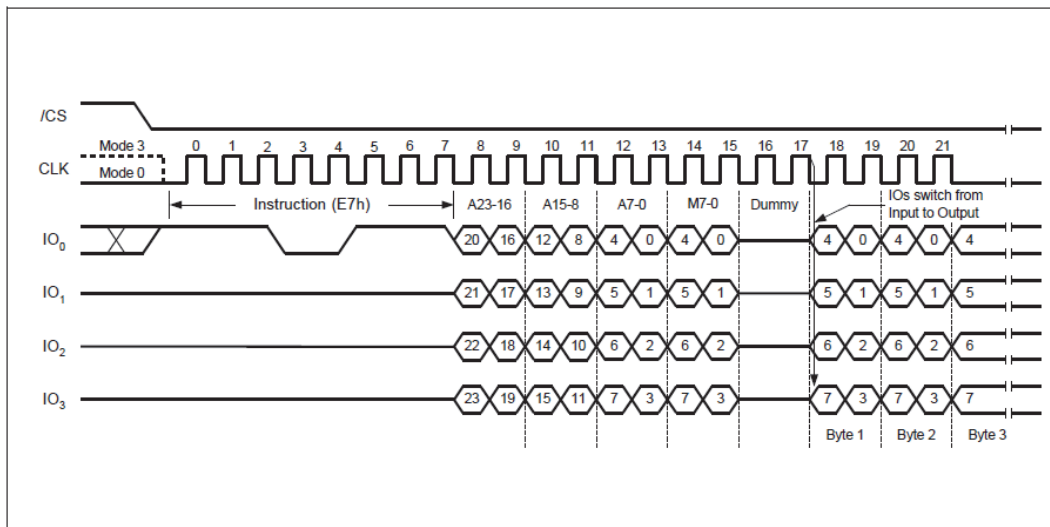 /CS
Mode 3 0 1 2 3 4 5 6 7 8 9 10 11 12 13 14 15 16 17 18 19 20 21
CLK
Mode 0
Instruction (E7h) A23-16 A15-8 A7-0 M7-0 Dummy IOs switch from
Input to Output
IO0 20 16 12 8 4 0 4 0 4 0 4 0 4
IO1 21 17 13 9 5 1 5 1 5 1 5 1 5
IO2 22 18 14 10 6 2 6 2 6 2 6 2 6
IO3 23 19 15 11 7 3 7 3 7 3 7 3 7
Byte 1 Byte 2 Byte 3